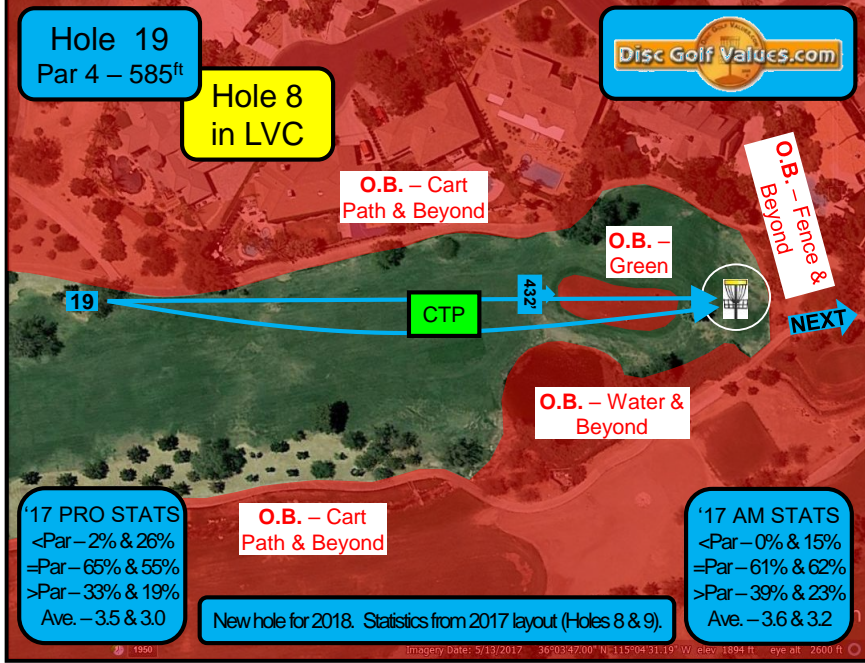 Hole 19
Par 4 – 585ft
Hole 8
in LVC
Disc Golf Values.com
O.B. – Cart
Path & Beyond
O.B. – Fence &
Beyond
O.B. –
Green
19
432'
CTP
NEXT
O.B. – Water &
Beyond
O.B. – Cart
Path & Beyond
'17 PRO STATS
<Par – 2% & 26%
=Par – 65% & 55%
>Par – 33% & 19%
Ave. – 3.5 & 3.0
'17 AM STATS
<Par – 0% & 15%
=Par – 61% & 62%
>Par – 39% & 23%
Ave. – 3.6 & 3.2
New hole for 2018. Statistics from 2017 layout (Holes 8 & 9).
1950
Imagery Date: 5/13/2017 36°03'47.00" N 115°04'31.19" W elev 1894 ft eye alt 2600 ft